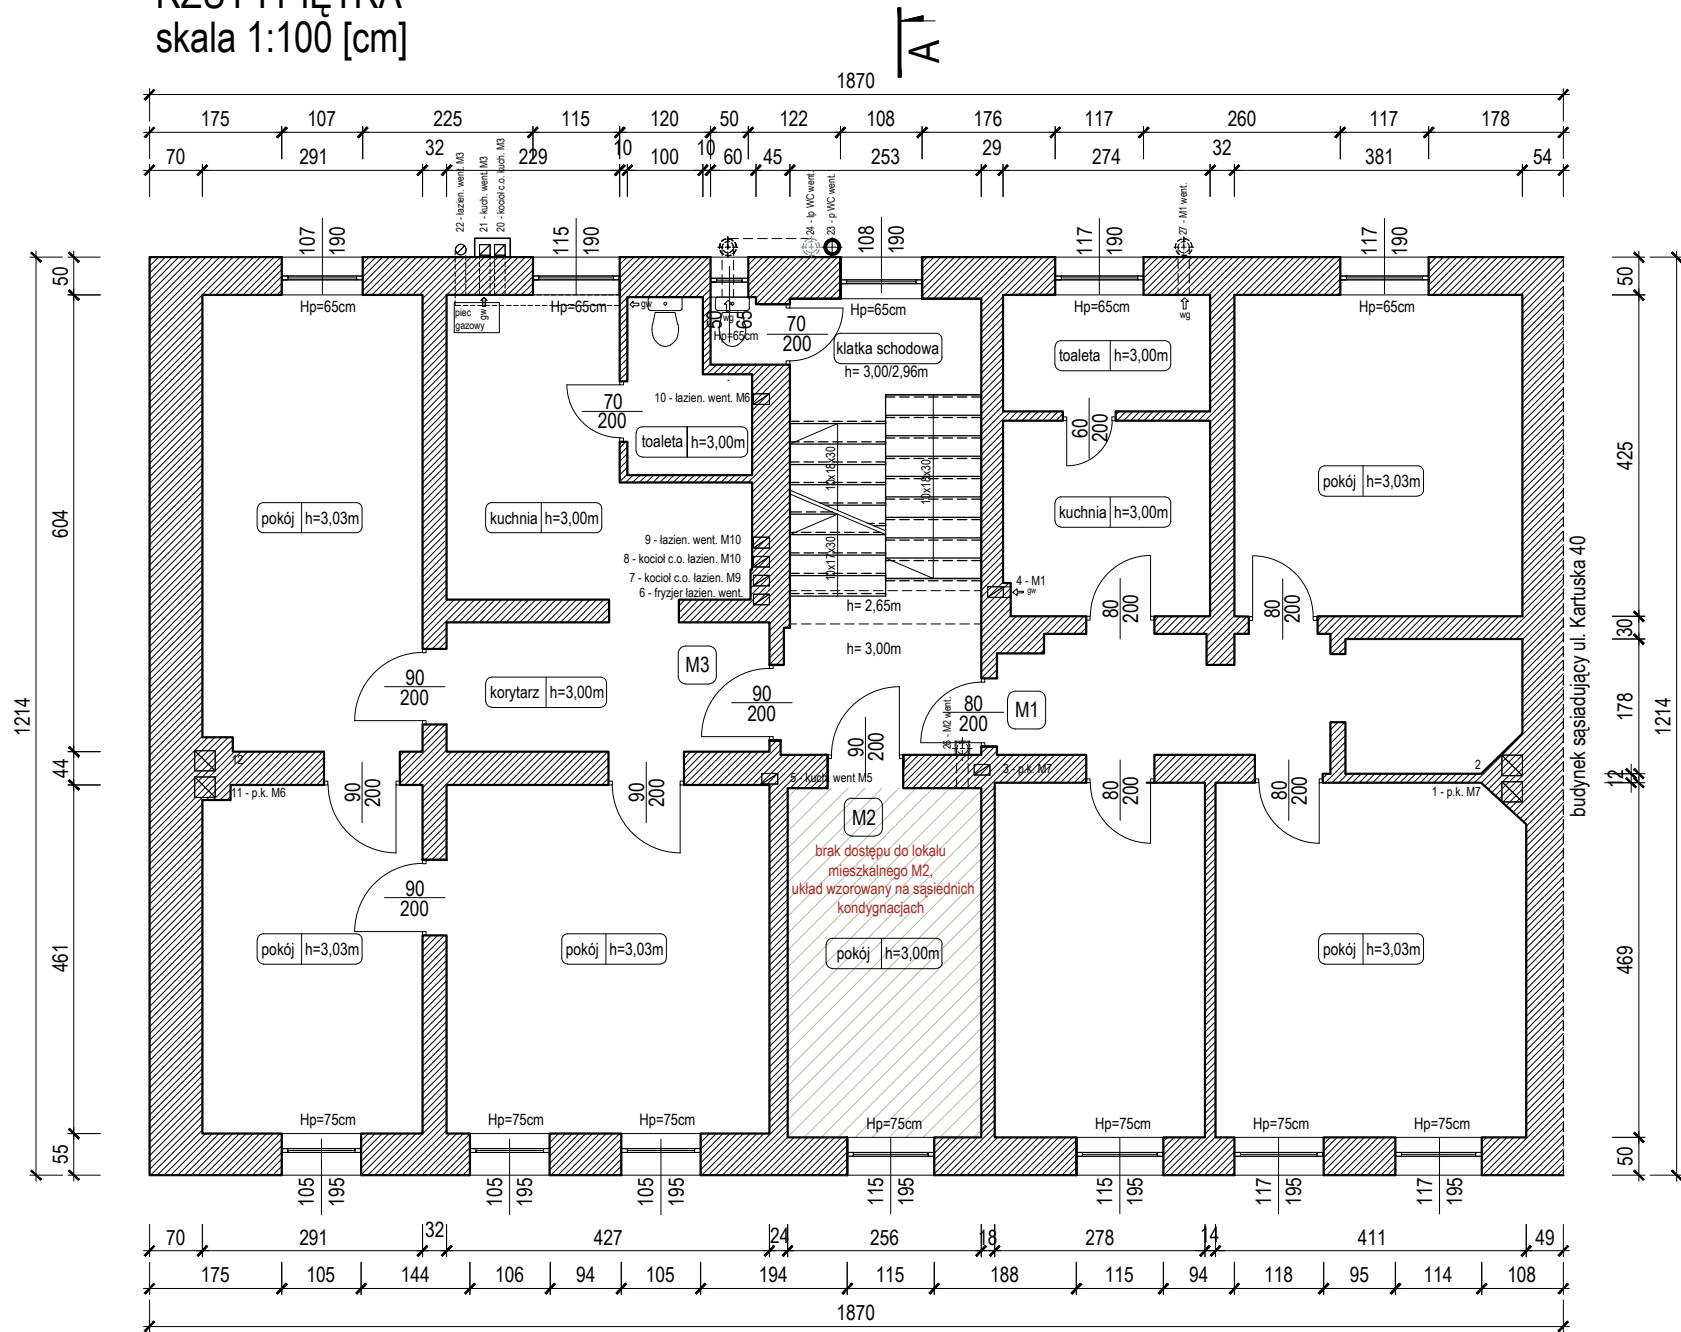 RZUT I PIĘTRA
skala 1:100 [cm]
A
1870
175 107 225 115 120 50 122 108 176 117 260 117 178
70 291 32 229 10 100 10 60 45 253 29 274 32 381 54
22 - łazien. went. M3
21 - kuch. went. M3
20 - kocioł c.o. kuch. M3
24 - lp WC went.
23 - p WC went.
27 - M1 went.
107 190
115 190
108 190
117 190
117 190
Hp=65cm
Hp=65cm
Hp=65cm
Hp=65cm
Hp=65cm
Hp=65cm
piec
gazowy
gw
gw
wg
wg
50 65
70
200
klatka schodowa
h= 3,00/2,96m
toaleta h=3,00m
70
200
10 - łazien. went. M6
toaleta h=3,00m
60
200
10x18x30
10x18x30
10x17x30
pokój h=3,03m
kuchnia h=3,00m
kuchnia h=3,00m
pokój h=3,03m
9 - łazien. went. M10
8 - kocioł c.o. łazien. M10
7 - kocioł c.o. łazien. M9
6 - fryzjer łazien. went.
4 - M1
gw
h= 2,65m
h= 3,00m
80
200
80
200
M3
korytarz h=3,00m
90
200
90
200
80
200
M1
26 - M2 went.
90
200
12
11 - p.k. M6
5 - kuch. went M5
3 - p.k. M7
2
1 - p.k. M7
90
200
90
200
80
200
80
200
M2
brak dostępu do lokalu
mieszkalnego M2,
układ wzorowany na sąsiednich
kondygnacjach
90
200
pokój h=3,03m
pokój h=3,03m
pokój h=3,00m
pokój h=3,03m
Hp=75cm
Hp=75cm
Hp=75cm
Hp=75cm
Hp=75cm
Hp=75cm
Hp=75cm
105 195
105 195
105 195
115 195
115 195
117 195
117 195
70 291 32 427 24 256 18 278 14 411 49
175 105 144 106 94 105 194 115 188 115 94 118 95 114 108
1870
1214
50
604
44
461
55
50
425
30
178
12
469
50
1214
budynek sąsiadujący ul. Kartuska 40